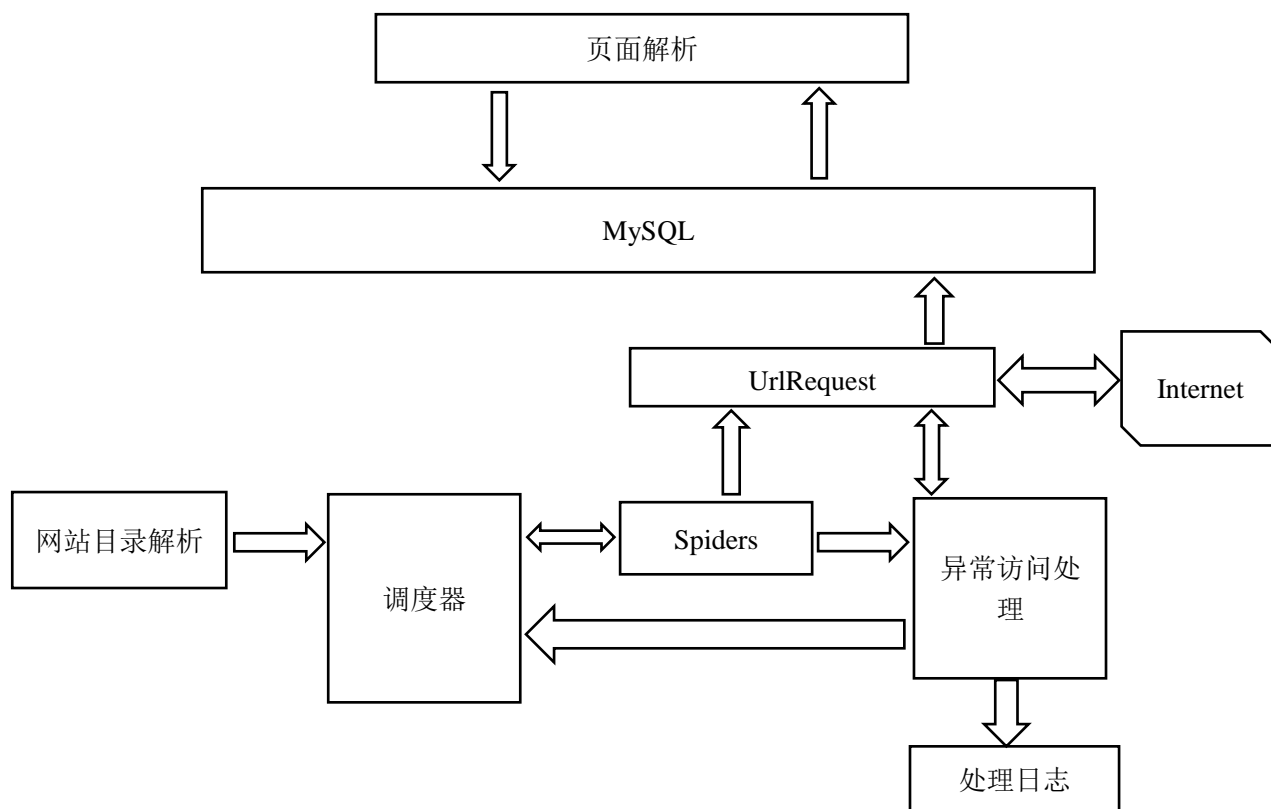 页面解析
MySQL
UrlRequest
Internet
网站目录解析
调度器
Spiders
异常访问处
理
处理日志